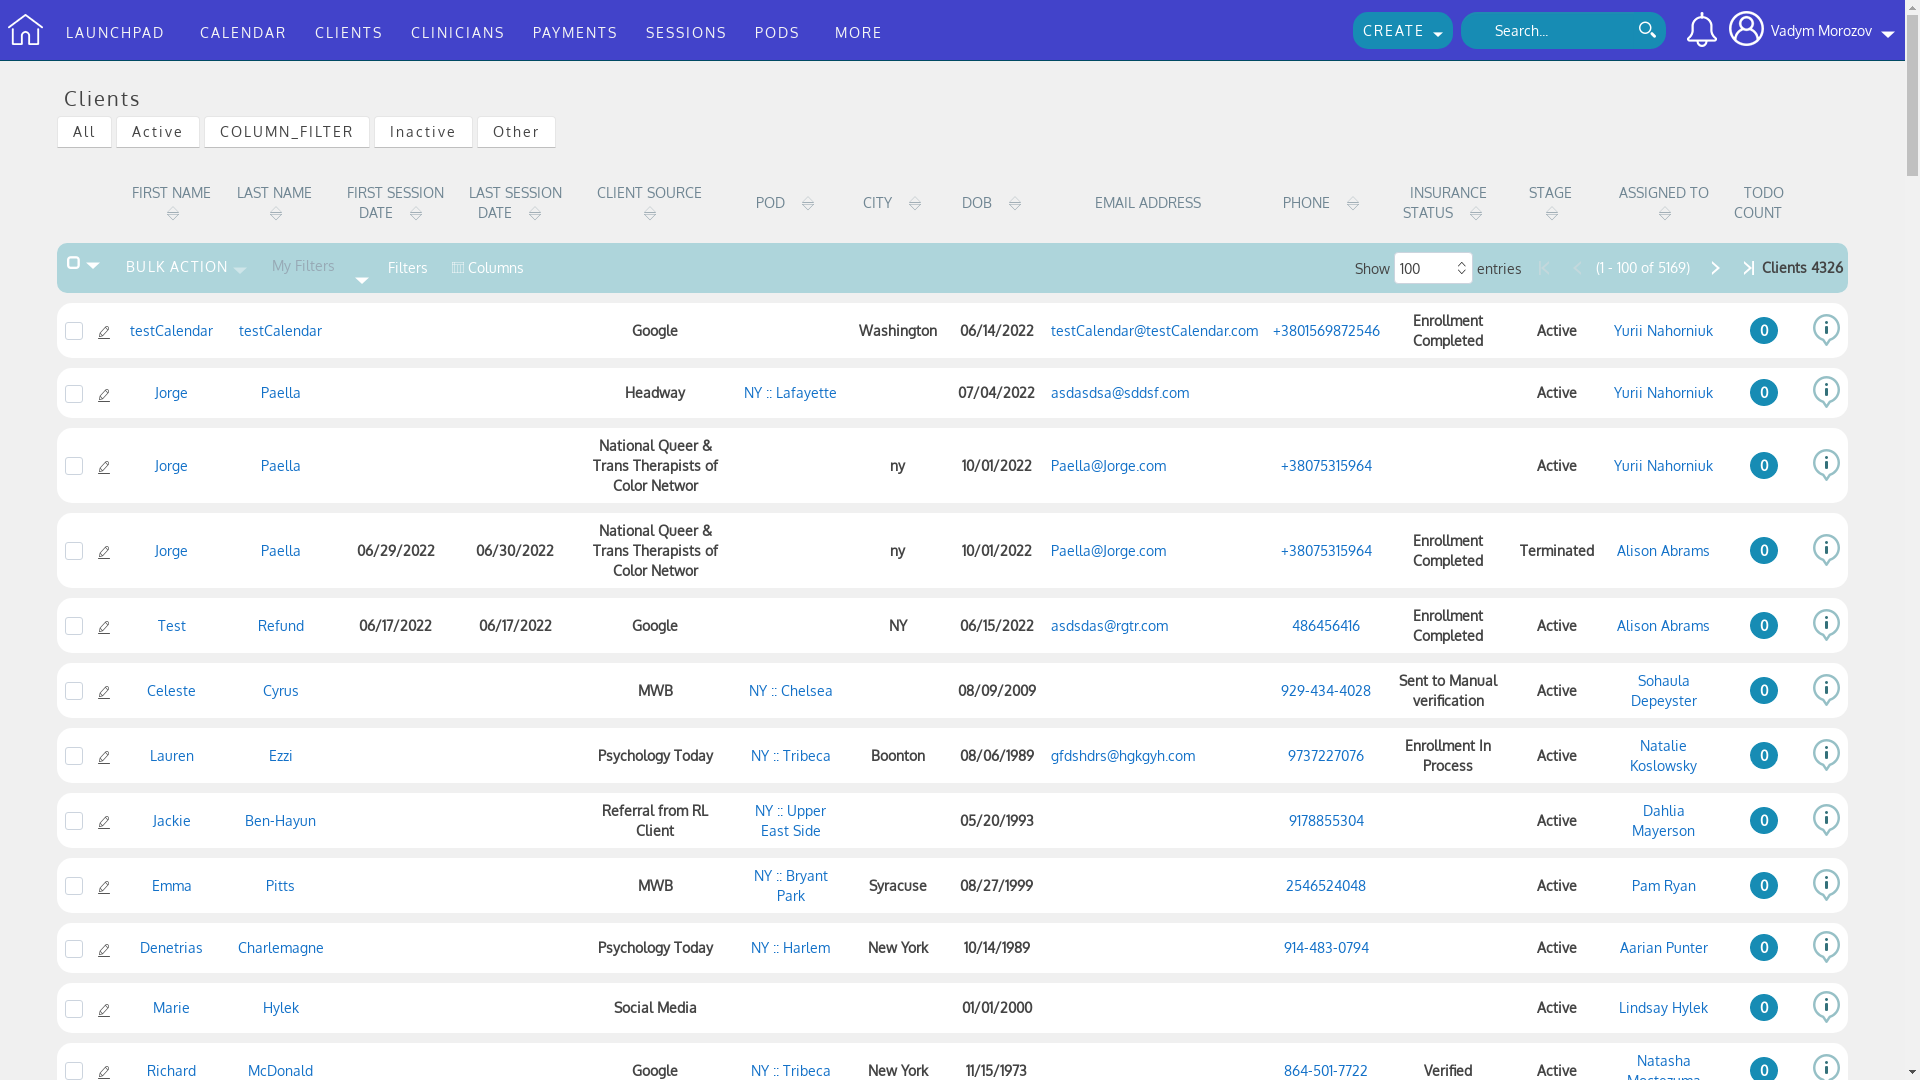 LAUNCHPAD CALENDAR CLIENTS CLINICIANS PAYMENTS SESSIONS PODS MORE CREATE Search... Vadym Morozov
Clients
All Active COLUMN_FILTER Inactive Other
FIRST NAME LAST NAME FIRST SESSION DATE LAST SESSION DATE CLIENT SOURCE POD CITY DOB EMAIL ADDRESS PHONE INSURANCE STATUS STAGE ASSIGNED TO TODO COUNT
BULK ACTION My Filters Filters Columns Show 100 entries (1 - 100 of 5169) Clients 4326
testCalendar testCalendar Google Washington 06/14/2022 testCalendar@testCalendar.com +3801569872546 Enrollment Completed Active Yurii Nahorniuk 0
Jorge Paella Headway NY :: Lafayette 07/04/2022 asdasdsa@sddsf.com Active Yurii Nahorniuk 0
Jorge Paella National Queer & Trans Therapists of Color Networ ny 10/01/2022 Paella@Jorge.com +38075315964 Active Yurii Nahorniuk 0
Jorge Paella 06/29/2022 06/30/2022 National Queer & Trans Therapists of Color Networ ny 10/01/2022 Paella@Jorge.com +38075315964 Enrollment Completed Terminated Alison Abrams 0
Test Refund 06/17/2022 06/17/2022 Google NY 06/15/2022 asdsdas@rgtr.com 486456416 Enrollment Completed Active Alison Abrams 0
Celeste Cyrus MWB NY :: Chelsea 08/09/2009 929-434-4028 Sent to Manual verification Active Sohaula Depeyster 0
Lauren Ezzi Psychology Today NY :: Tribeca Boonton 08/06/1989 gfdshdrs@hgkgyh.com 9737227076 Enrollment In Process Active Natalie Koslowsky 0
Jackie Ben-Hayun Referral from RL Client NY :: Upper East Side 05/20/1993 9178855304 Active Dahlia Mayerson 0
Emma Pitts MWB NY :: Bryant Park Syracuse 08/27/1999 2546524048 Active Pam Ryan 0
Denetrias Charlemagne Psychology Today NY :: Harlem New York 10/14/1989 914-483-0794 Active Aarian Punter 0
Marie Hylek Social Media 01/01/2000 Active Lindsay Hylek 0
Richard McDonald Google NY :: Tribeca New York 11/15/1973 864-501-7722 Verified Active Natasha 0